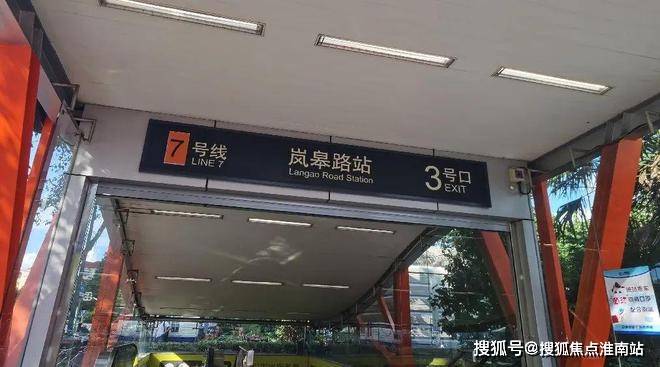 7 号线
LINE 7
岚皋路站
Langao Road Station
3 号口
EXIT
搜狐号@搜狐焦点淮南站